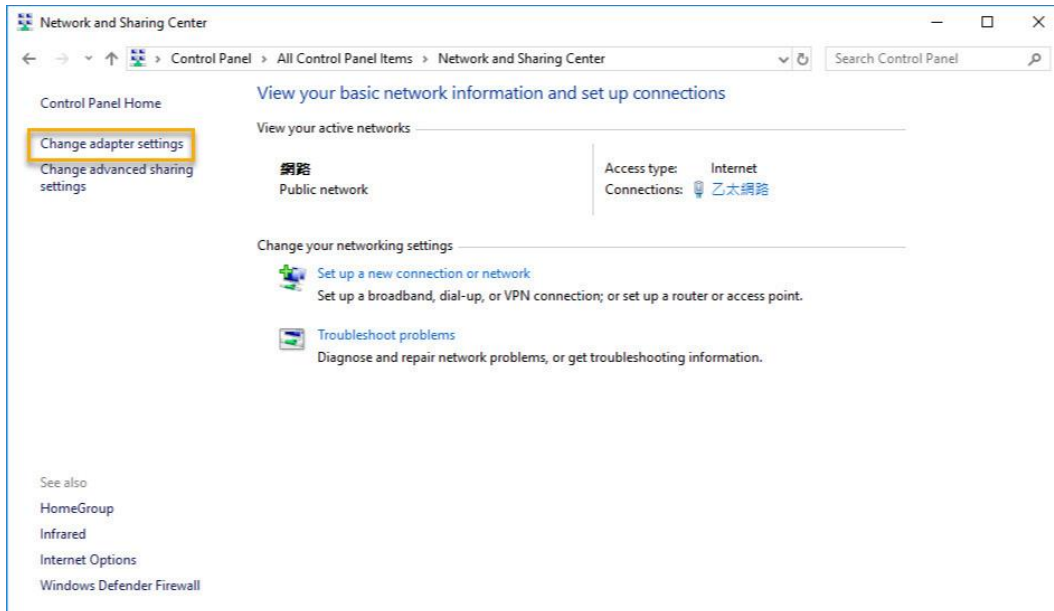 Network and Sharing Center
Control Panel > All Control Panel Items > Network and Sharing Center
Search Control Panel
Control Panel Home
Change adapter settings
Change advanced sharing
settings
View your basic network information and set up connections
View your active networks
網路
Public network
Access type: Internet
Connections: 乙太網路
Change your networking settings
Set up a new connection or network
Set up a broadband, dial-up, or VPN connection; or set up a router or access point.
Troubleshoot problems
Diagnose and repair network problems, or get troubleshooting information.
See also
HomeGroup
Infrared
Internet Options
Windows Defender Firewall